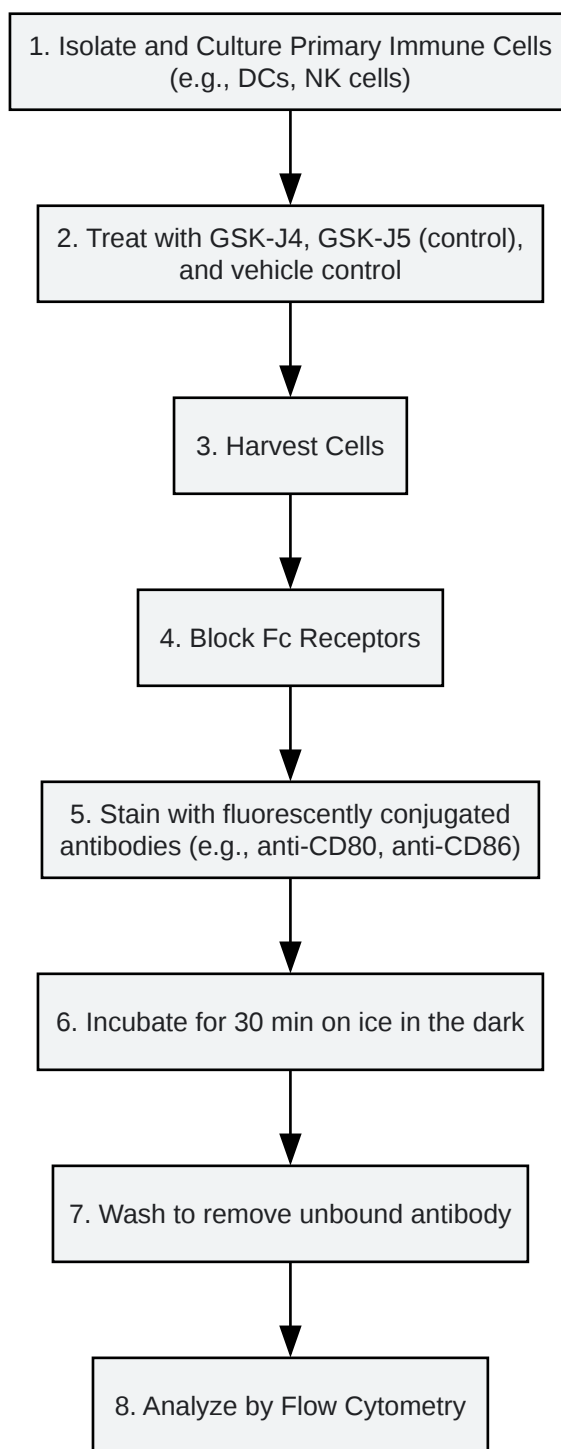 1. Isolate and Culture Primary Immune Cells
(e.g., DCs, NK cells)
2. Treat with GSK-J4, GSK-J5 (control),
and vehicle control
3. Harvest Cells
4. Block Fc Receptors
5. Stain with fluorescently conjugated
antibodies (e.g., anti-CD80, anti-CD86)
6. Incubate for 30 min on ice in the dark
7. Wash to remove unbound antibody
8. Analyze by Flow Cytometry